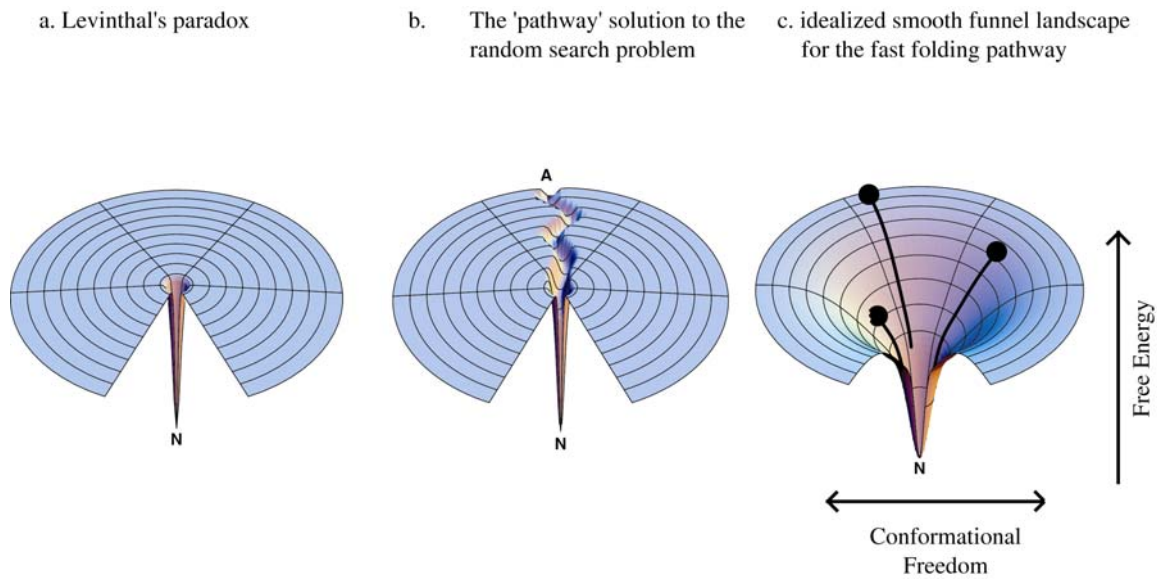 a. Levinthal's paradox
b. The 'pathway' solution to the
random search problem
c. idealized smooth funnel landscape
for the fast folding pathway
A
N
N
N
Free Energy
Conformational
Freedom